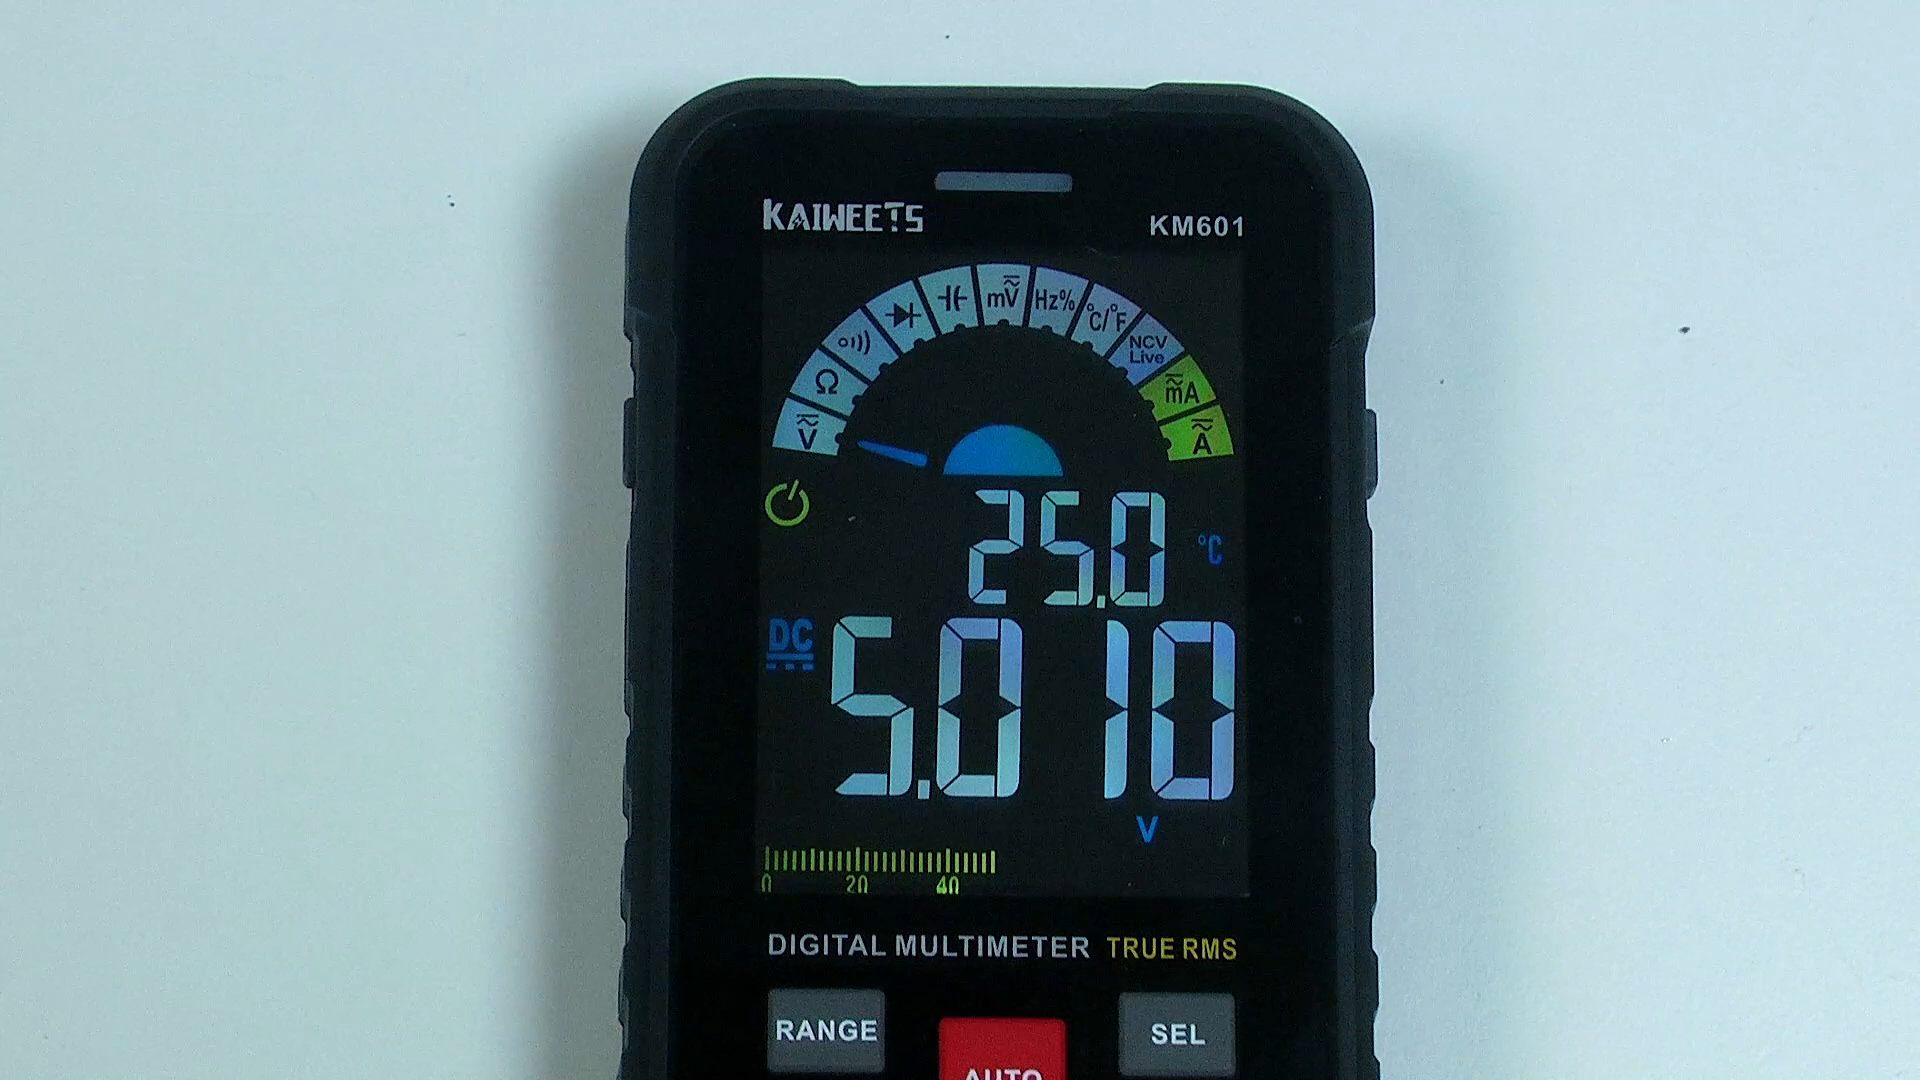 KAIWEETS KM601
V Ω mV Hz% °C/°F NCV Live mA A
25.0 °C
DC 5.010
V
0 20 40
DIGITAL MULTIMETER TRUE RMS
RANGE SEL
AUTO